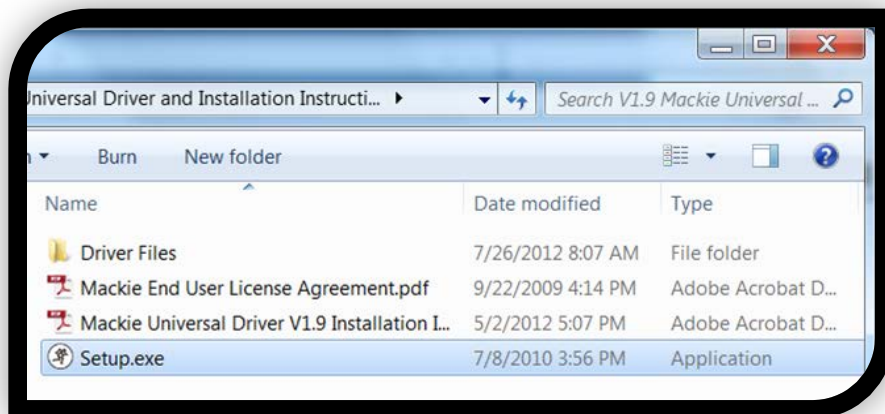 Universal Driver and Installation Instructi...
Search V1.9 Mackie Universal ...
Burn New folder
Name Date modified Type
Driver Files 7/26/2012 8:07 AM File folder
Mackie End User License Agreement.pdf 9/22/2009 4:14 PM Adobe Acrobat D...
Mackie Universal Driver V1.9 Installation I... 5/2/2012 5:07 PM Adobe Acrobat D...
Setup.exe 7/8/2010 3:56 PM Application